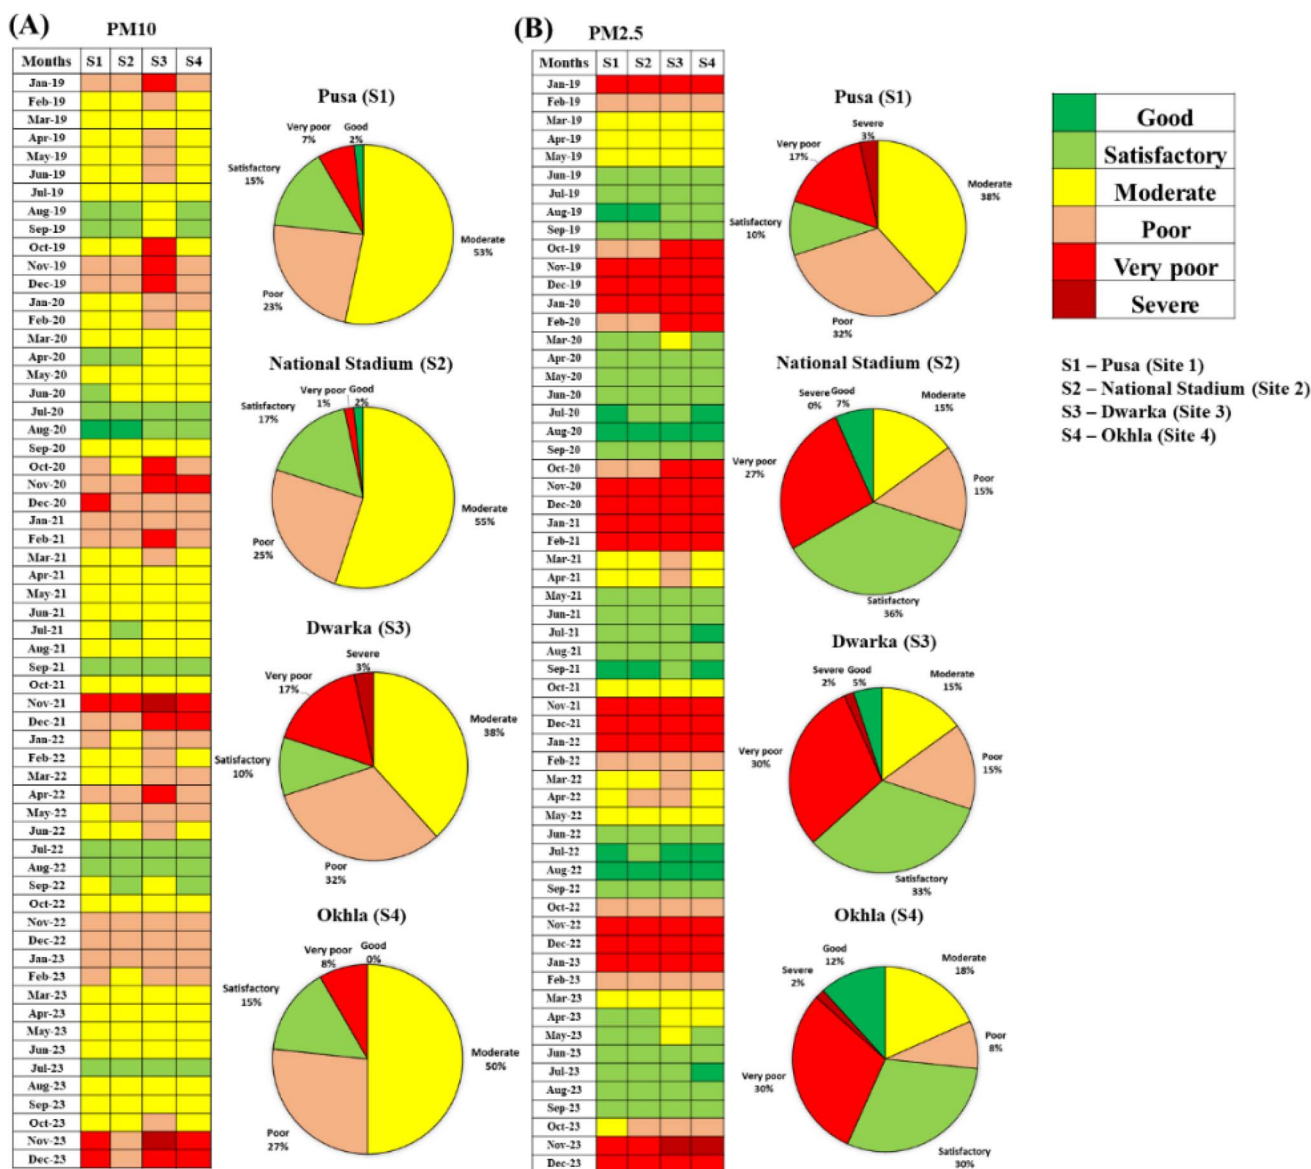 (A)
PM10
Months S1 S2 S3 S4
Jan-19
Feb-19
Mar-19
Apr-19
May-19
Jun-19
Jul-19
Aug-19
Sep-19
Oct-19
Nov-19
Dec-19
Jan-20
Feb-20
Mar-20
Apr-20
May-20
Jun-20
Jul-20
Aug-20
Sep-20
Oct-20
Nov-20
Dec-20
Jan-21
Feb-21
Mar-21
Apr-21
May-21
Jun-21
Jul-21
Aug-21
Sep-21
Oct-21
Nov-21
Dec-21
Jan-22
Feb-22
Mar-22
Apr-22
May-22
Jun-22
Jul-22
Aug-22
Sep-22
Oct-22
Nov-22
Dec-22
Jan-23
Feb-23
Mar-23
Apr-23
May-23
Jun-23
Jul-23
Aug-23
Sep-23
Oct-23
Nov-23
Dec-23
Pusa (S1)
Very poor
7%
Good
2%
Satisfactory
15%
Moderate
53%
Poor
23%
National Stadium (S2)
Very poor
1%
Good
2%
Satisfactory
17%
Moderate
55%
Poor
25%
Dwarka (S3)
Severe
3%
Very poor
17%
Moderate
38%
Satisfactory
10%
Poor
32%
Okhla (S4)
Very poor
8%
Good
0%
Satisfactory
15%
Moderate
50%
Poor
27%
(B)
PM2.5
Months S1 S2 S3 S4
Jan-19
Feb-19
Mar-19
Apr-19
May-19
Jun-19
Jul-19
Aug-19
Sep-19
Oct-19
Nov-19
Dec-19
Jan-20
Feb-20
Mar-20
Apr-20
May-20
Jun-20
Jul-20
Aug-20
Sep-20
Oct-20
Nov-20
Dec-20
Jan-21
Feb-21
Mar-21
Apr-21
May-21
Jun-21
Jul-21
Aug-21
Sep-21
Oct-21
Nov-21
Dec-21
Jan-22
Feb-22
Mar-22
Apr-22
May-22
Jun-22
Jul-22
Aug-22
Sep-22
Oct-22
Nov-22
Dec-22
Jan-23
Feb-23
Mar-23
Apr-23
May-23
Jun-23
Jul-23
Aug-23
Sep-23
Oct-23
Nov-23
Dec-23
Pusa (S1)
Severe
3%
Very poor
17%
Moderate
38%
Satisfactory
10%
Poor
32%
National Stadium (S2)
Severe
0%
Good
7%
Moderate
15%
Very poor
27%
Poor
15%
Satisfactory
36%
Dwarka (S3)
Severe
2%
Good
5%
Moderate
15%
Very poor
30%
Poor
15%
Satisfactory
33%
Okhla (S4)
Good
12%
Severe
2%
Moderate
18%
Poor
8%
Very poor
30%
Satisfactory
30%
Good
Satisfactory
Moderate
Poor
Very poor
Severe
S1 – Pusa (Site 1)
S2 – National Stadium (Site 2)
S3 – Dwarka (Site 3)
S4 – Okhla (Site 4)